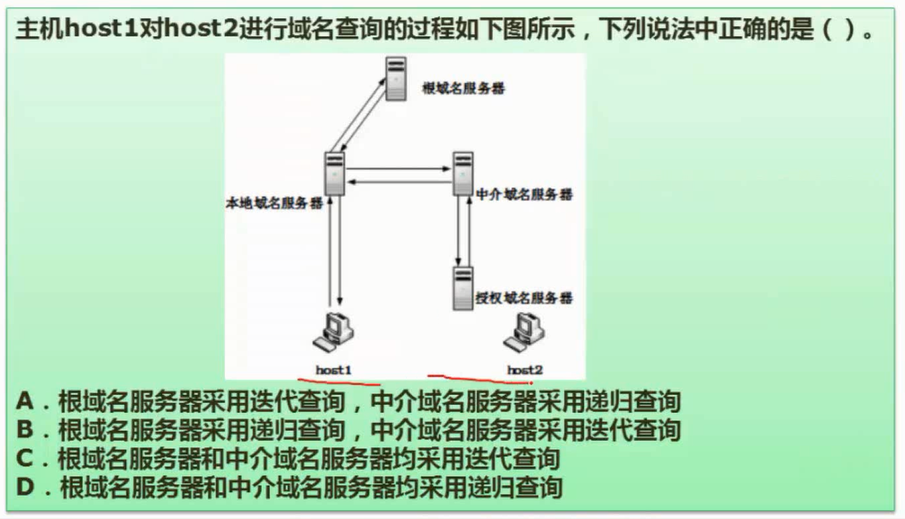 主机host1对host2进行域名查询的过程如下图所示，下列说法中正确的是（ ）。
根域名服务器
本地域名服务器
中介域名服务器
授权域名服务器
host1
host2
A．根域名服务器采用迭代查询，中介域名服务器采用递归查询
B．根域名服务器采用递归查询，中介域名服务器采用迭代查询
C．根域名服务器和中介域名服务器均采用迭代查询
D．根域名服务器和中介域名服务器均采用递归查询